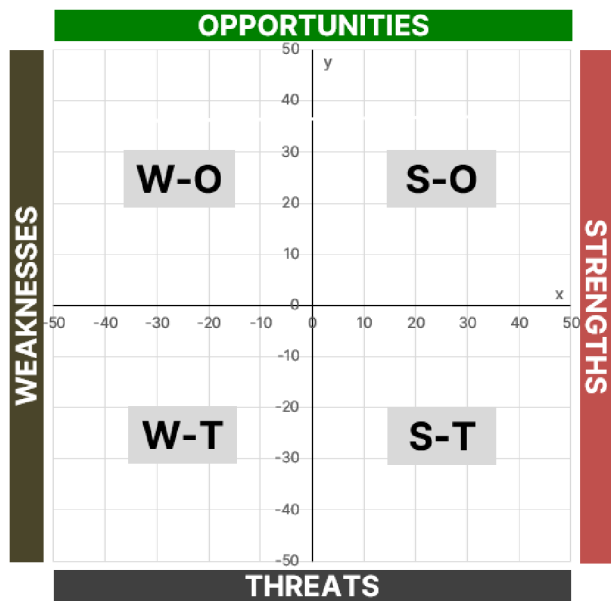 OPPORTUNITIES
50
y
40
30
W-O
S-O
20
10
x
0
-50 -40 -30 -20 -10 0 10 20 30 40 50
-10
-20
W-T
S-T
-30
-40
-50
WEAKNESSES
STRENGTHS
THREATS